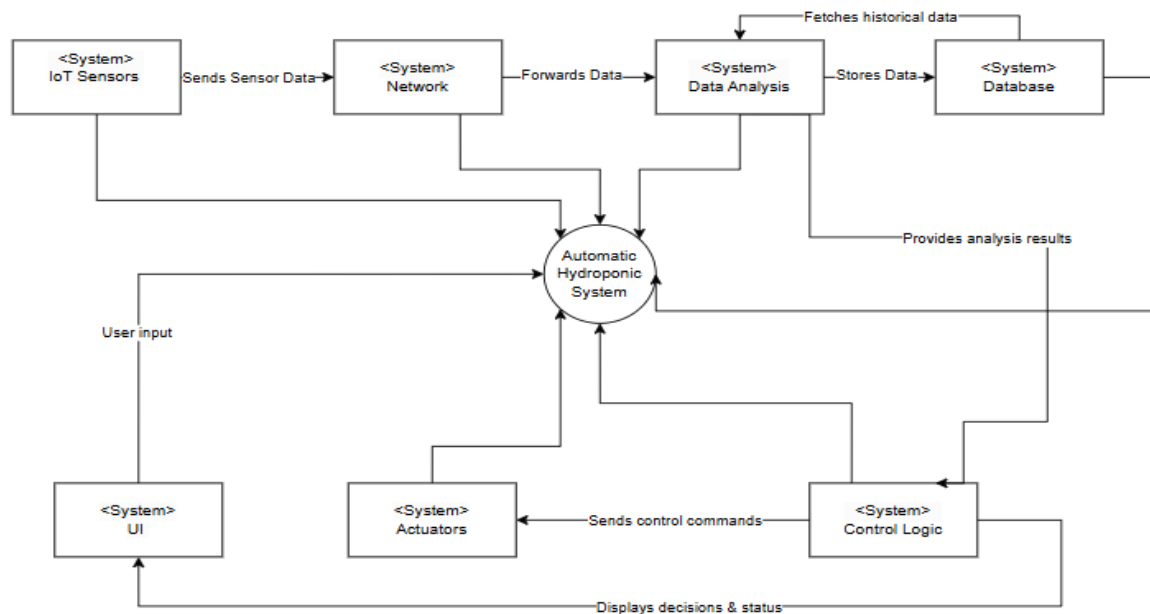 Fetches historical data
<System>
IoT Sensors
Sends Sensor Data
<System>
Network
Forwards Data
<System>
Data Analysis
Stores Data
<System>
Database
Provides analysis results
Automatic
Hydroponic
System
User input
<System>
UI
<System>
Actuators
Sends control commands
<System>
Control Logic
Displays decisions & status